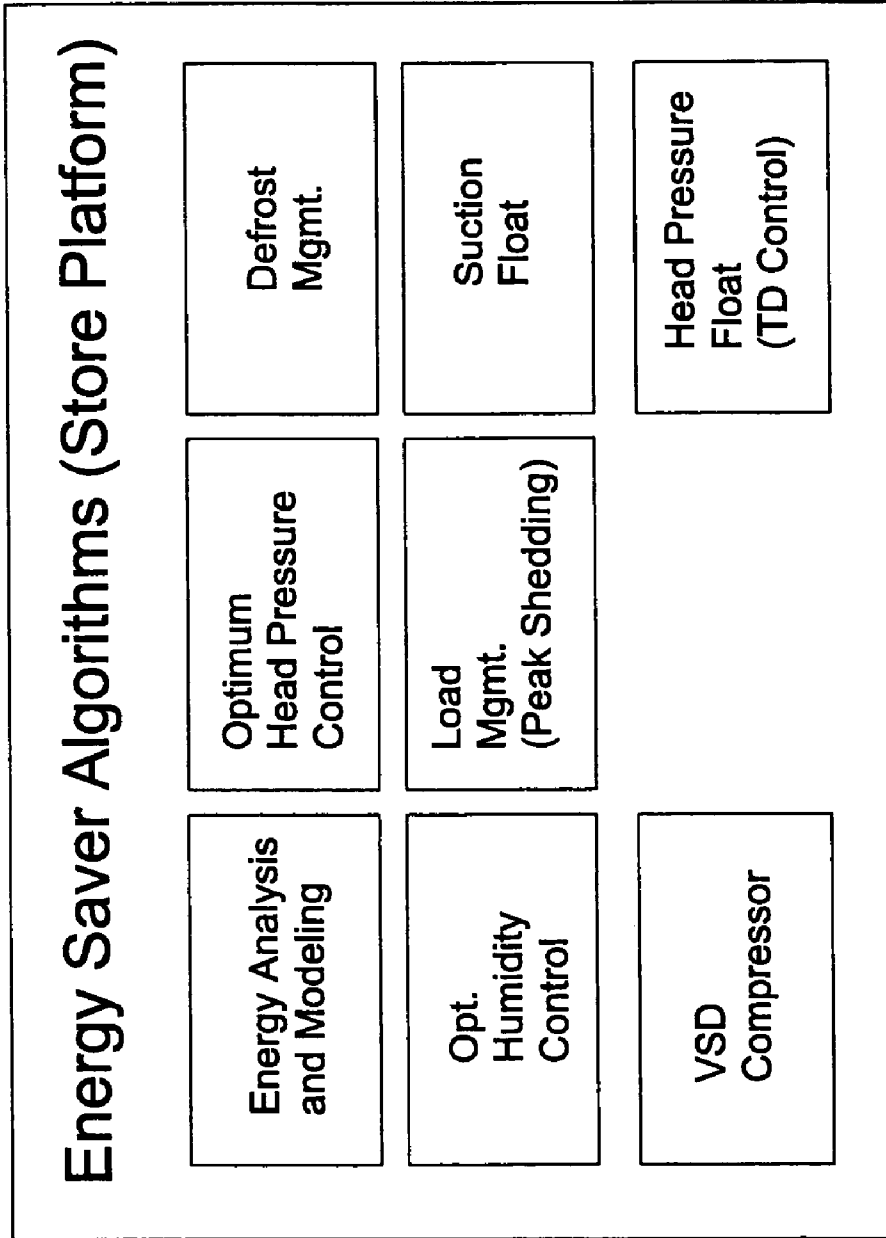 Energy Saver Algorithms (Store Platform)
Energy Analysis
and Modeling
Optimum
Head Pressure
Control
Defrost
Mgmt.
Opt.
Humidity
Control
Load
Mgmt.
(Peak Shedding)
Suction
Float
VSD
Compressor
Head Pressure
Float
(TD Control)